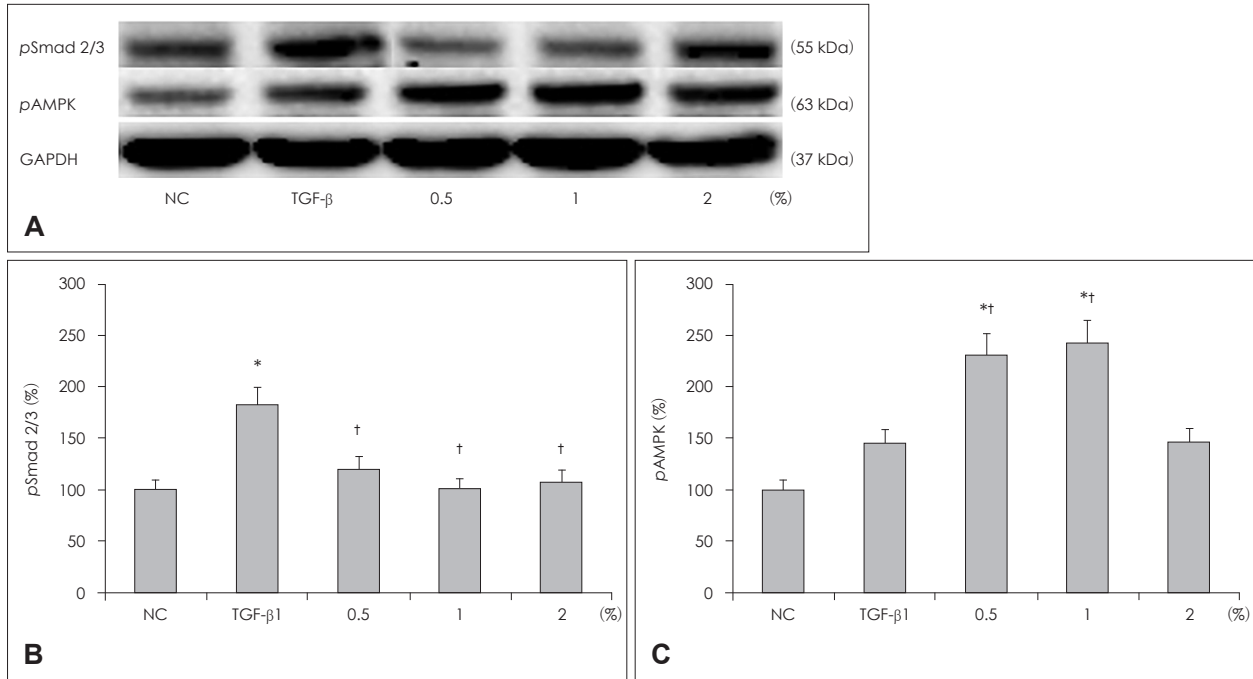 pSmad 2/3 (55 kDa)
pAMPK (63 kDa)
GAPDH (37 kDa)
NC TGF-β 0.5 1 2 (%)
A
300
250
200
150
100
50
0
pSmad 2/3 (%)
*
†
†
†
NC TGF-β1 0.5 1 2 (%)
B
300
250
200
150
100
50
0
pAMPK (%)
*†
*†
NC TGF-β1 0.5 1 2 (%)
C